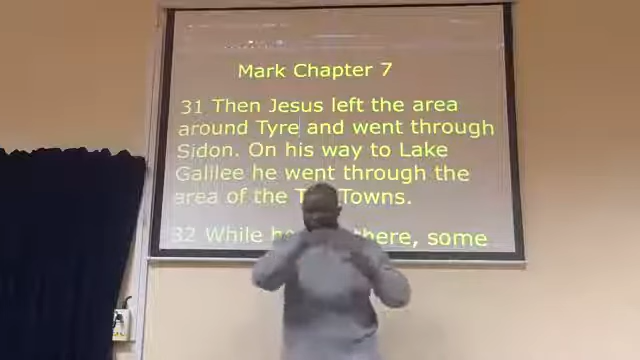 Mark Chapter 7
31 Then Jesus left the area
around Tyre and went through
Sidon. On his way to Lake
Galilee he went through the
area of the Towns.
32 While there, some